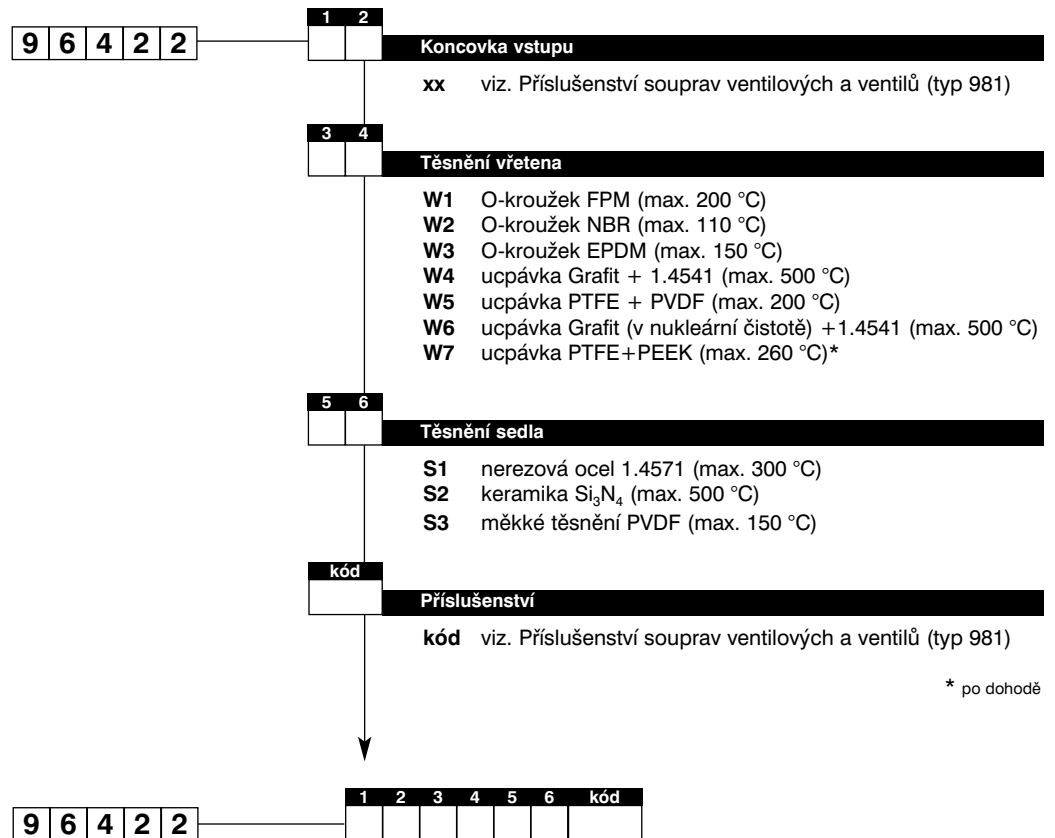 1 2
9 6 4 2 2
Koncovka vstupu
xx viz. Příslušenství souprav ventilových a ventilů (typ 981)
3 4
Těsnění vřetena
W1 O-kroužek FPM (max. 200 °C)
W2 O-kroužek NBR (max. 110 °C)
W3 O-kroužek EPDM (max. 150 °C)
W4 ucpávka Grafit + 1.4541 (max. 500 °C)
W5 ucpávka PTFE + PVDF (max. 200 °C)
W6 ucpávka Grafit (v nukleární čistotě) +1.4541 (max. 500 °C)
W7 ucpávka PTFE+PEEK (max. 260 °C)*
5 6
Těsnění sedla
S1 nerezová ocel 1.4571 (max. 300 °C)
S2 keramika Si₃N₄ (max. 500 °C)
S3 měkké těsnění PVDF (max. 150 °C)
kód
Příslušenství
kód viz. Příslušenství souprav ventilových a ventilů (typ 981)
* po dohodě
1 2 3 4 5 6 kód
9 6 4 2 2